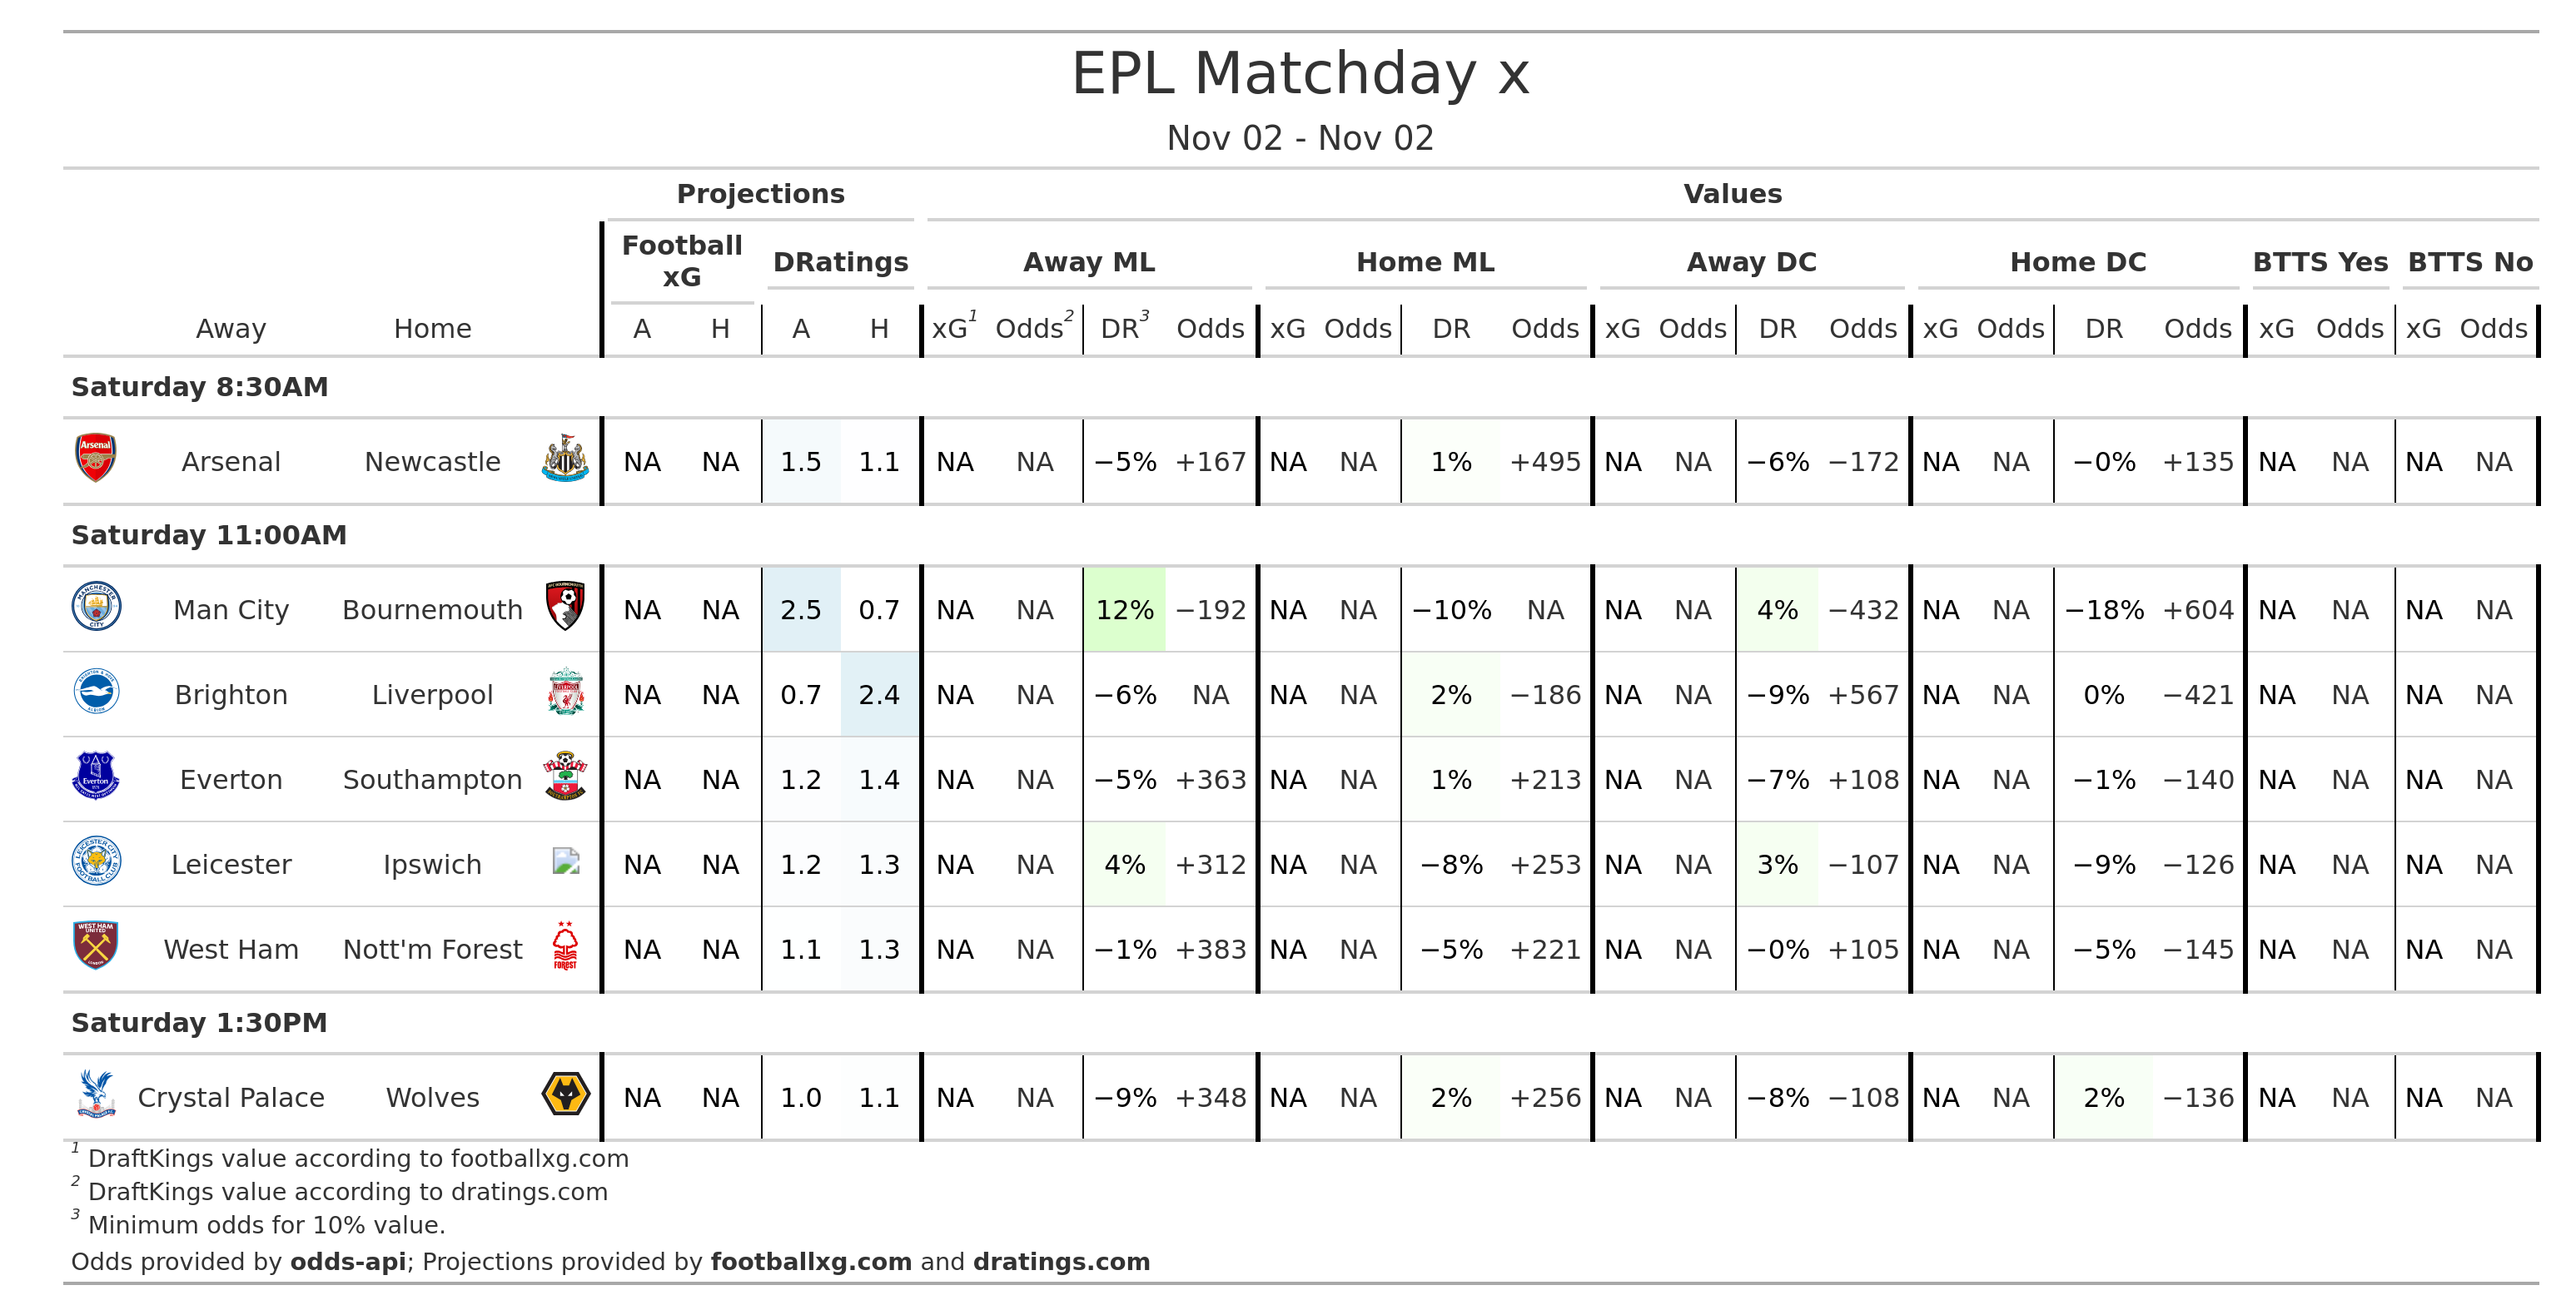 EPL Matchday x
Nov 02 - Nov 02
Projections Values
Football xG DRatings Away ML Home ML Away DC Home DC BTTS Yes BTTS No
Away Home A H A H xG1 Odds2 DR3 Odds xG Odds DR Odds xG Odds DR Odds xG Odds DR Odds xG Odds xG Odds
Saturday 8:30AM
Arsenal Newcastle NA NA 1.5 1.1 NA NA −5% +167 NA NA 1% +495 NA NA −6% −172 NA NA −0% +135 NA NA NA NA
Saturday 11:00AM
Man City Bournemouth NA NA 2.5 0.7 NA NA 12% −192 NA NA −10% NA NA NA 4% −432 NA NA −18% +604 NA NA NA NA
Brighton Liverpool NA NA 0.7 2.4 NA NA −6% NA NA NA 2% −186 NA NA −9% +567 NA NA 0% −421 NA NA NA NA
Everton Southampton NA NA 1.2 1.4 NA NA −5% +363 NA NA 1% +213 NA NA −7% +108 NA NA −1% −140 NA NA NA NA
Leicester Ipswich NA NA 1.2 1.3 NA NA 4% +312 NA NA −8% +253 NA NA 3% −107 NA NA −9% −126 NA NA NA NA
West Ham Nott'm Forest NA NA 1.1 1.3 NA NA −1% +383 NA NA −5% +221 NA NA −0% +105 NA NA −5% −145 NA NA NA NA
Saturday 1:30PM
Crystal Palace Wolves NA NA 1.0 1.1 NA NA −9% +348 NA NA 2% +256 NA NA −8% −108 NA NA 2% −136 NA NA NA NA
1 DraftKings value according to footballxg.com
2 DraftKings value according to dratings.com
3 Minimum odds for 10% value.
Odds provided by odds-api; Projections provided by footballxg.com and dratings.com